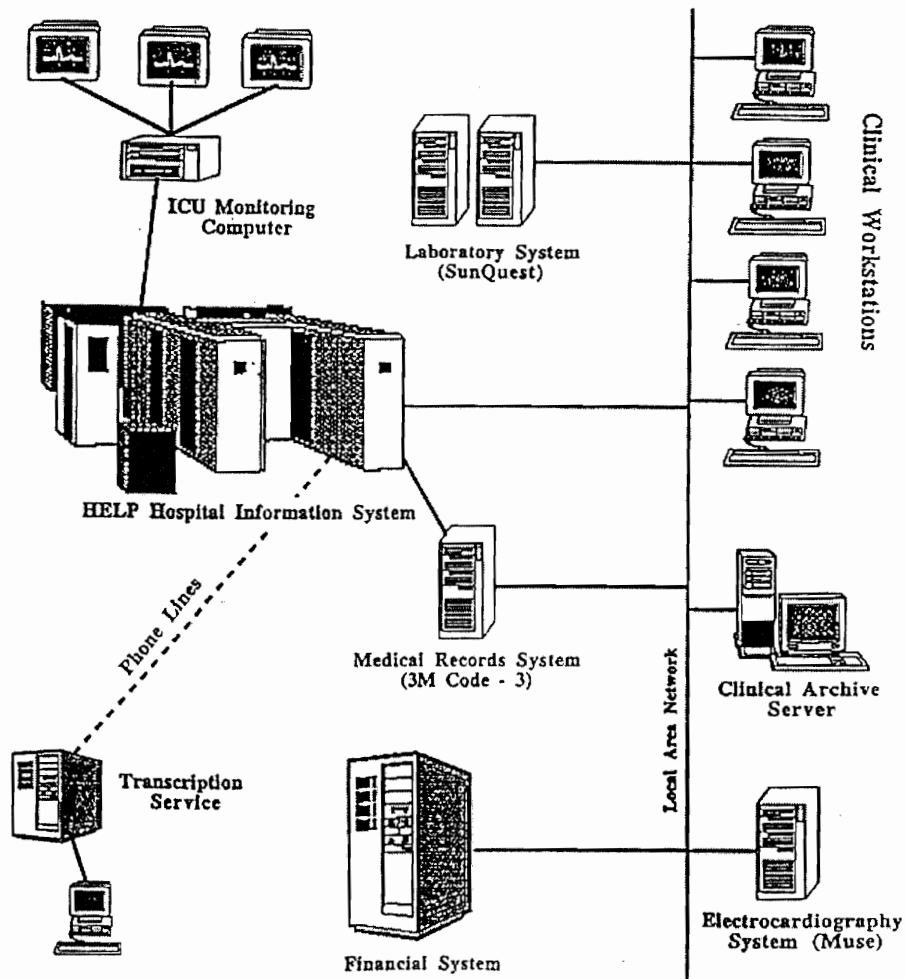 ICU Monitoring
Computer
Laboratory System
(SunQuest)
Clinical Workstations
HELP Hospital Information System
Phone Lines
Medical Records System
(3M Code - 3)
Local Area Network
Clinical Archive
Server
Transcription
Service
Financial System
Electrocardiography
System (Muse)